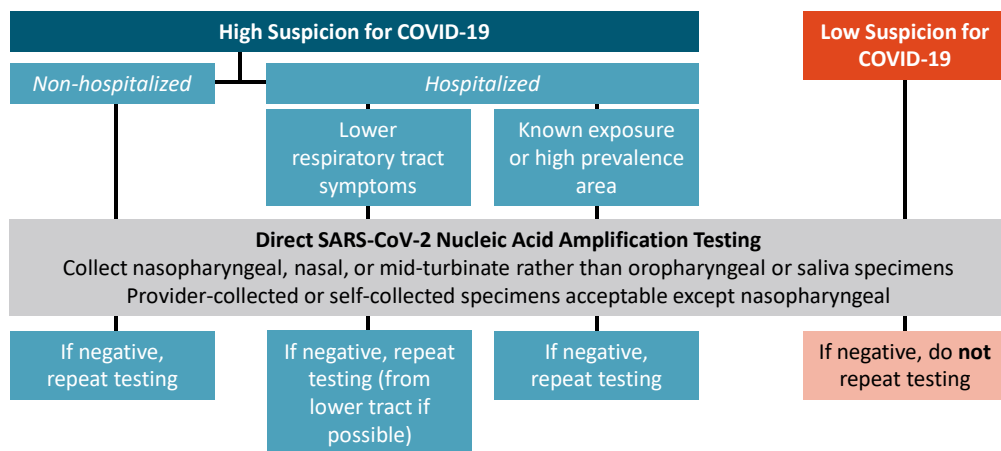 High Suspicion for COVID-19
Low Suspicion for
COVID-19
Non-hospitalized
Hospitalized
Lower
respiratory tract
symptoms
Known exposure
or high prevalence
area
Direct SARS-CoV-2 Nucleic Acid Amplification Testing
Collect nasopharyngeal, nasal, or mid-turbinate rather than oropharyngeal or saliva specimens
Provider-collected or self-collected specimens acceptable except nasopharyngeal
If negative,
repeat testing
If negative, repeat
testing (from
lower tract if
possible)
If negative,
repeat testing
If negative, do not
repeat testing